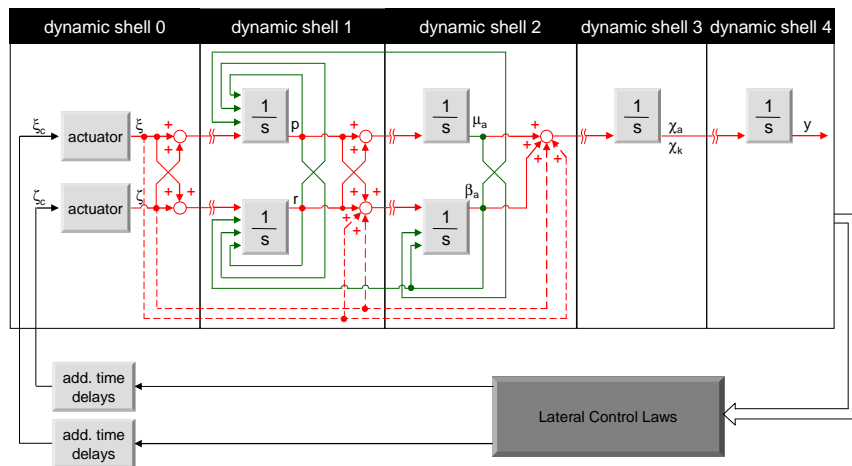 dynamic shell 0
dynamic shell 1
dynamic shell 2
dynamic shell 3
dynamic shell 4
ξc
actuator
ξ
+
+
+
+
ζc
actuator
ζ
1
s
p
+
+
+
+
+
+
1
s
r
1
s
μa
+
+
+
+
+
1
s
βa
1
s
χa
χk
1
s
y
add. time
delays
add. time
delays
Lateral Control Laws